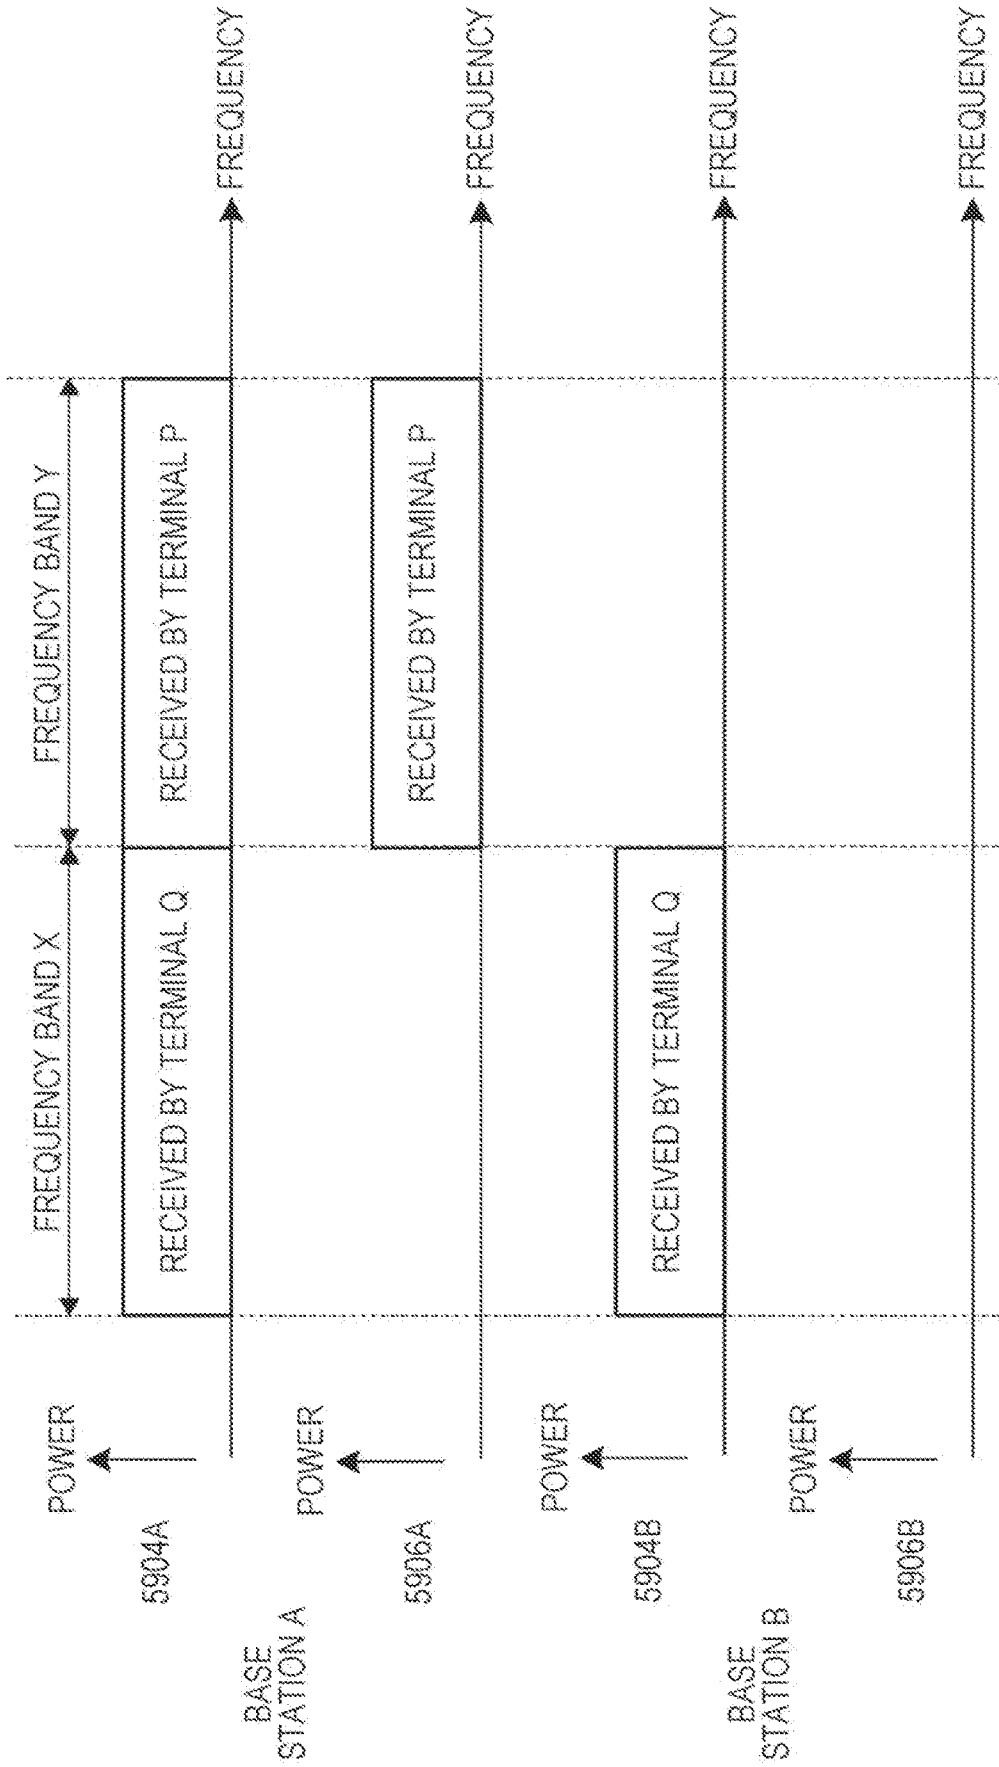 FREQUENCY BAND X
FREQUENCY BAND Y
BASE
STATION A
5904A
POWER
RECEIVED BY TERMINAL Q
RECEIVED BY TERMINAL P
FREQUENCY
5906A
POWER
RECEIVED BY TERMINAL P
FREQUENCY
BASE
STATION B
5904B
POWER
RECEIVED BY TERMINAL Q
FREQUENCY
5906B
POWER
FREQUENCY